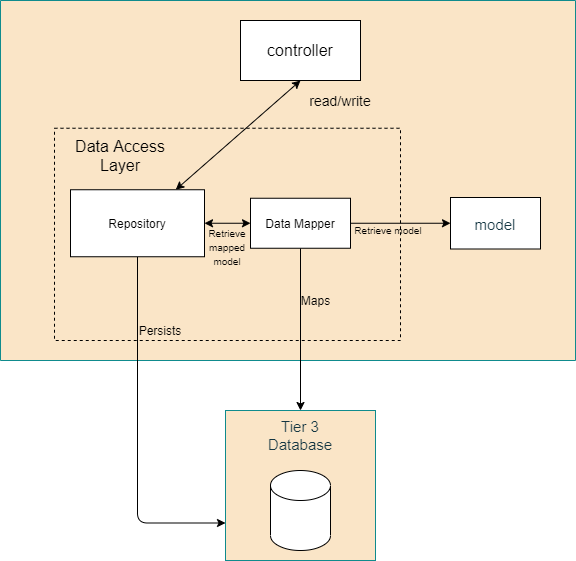 controller
read/write
Data Access
Layer
Repository
Retrieve
mapped
model
Data Mapper
Retrieve model
model
Maps
Persists
Tier 3
Database